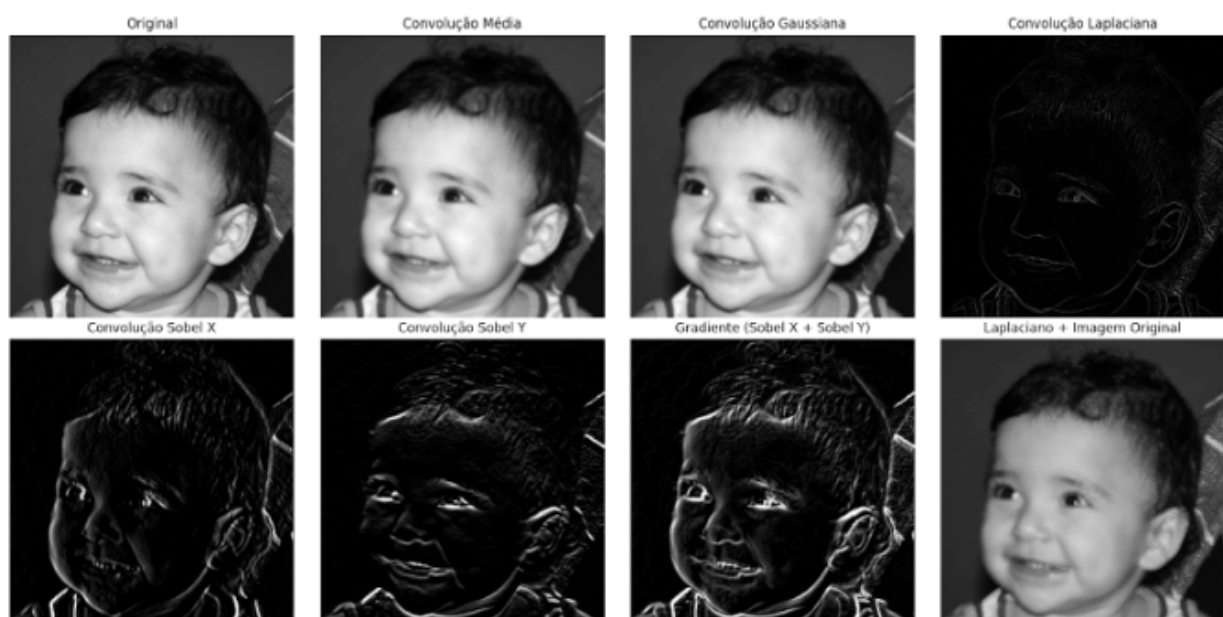 Original
Convolução Média
Convolução Gaussiana
Convolução Laplaciana
Convolução Sobel X
Convolução Sobel Y
Gradiente (Sobel X + Sobel Y)
Laplaciano + Imagem Original